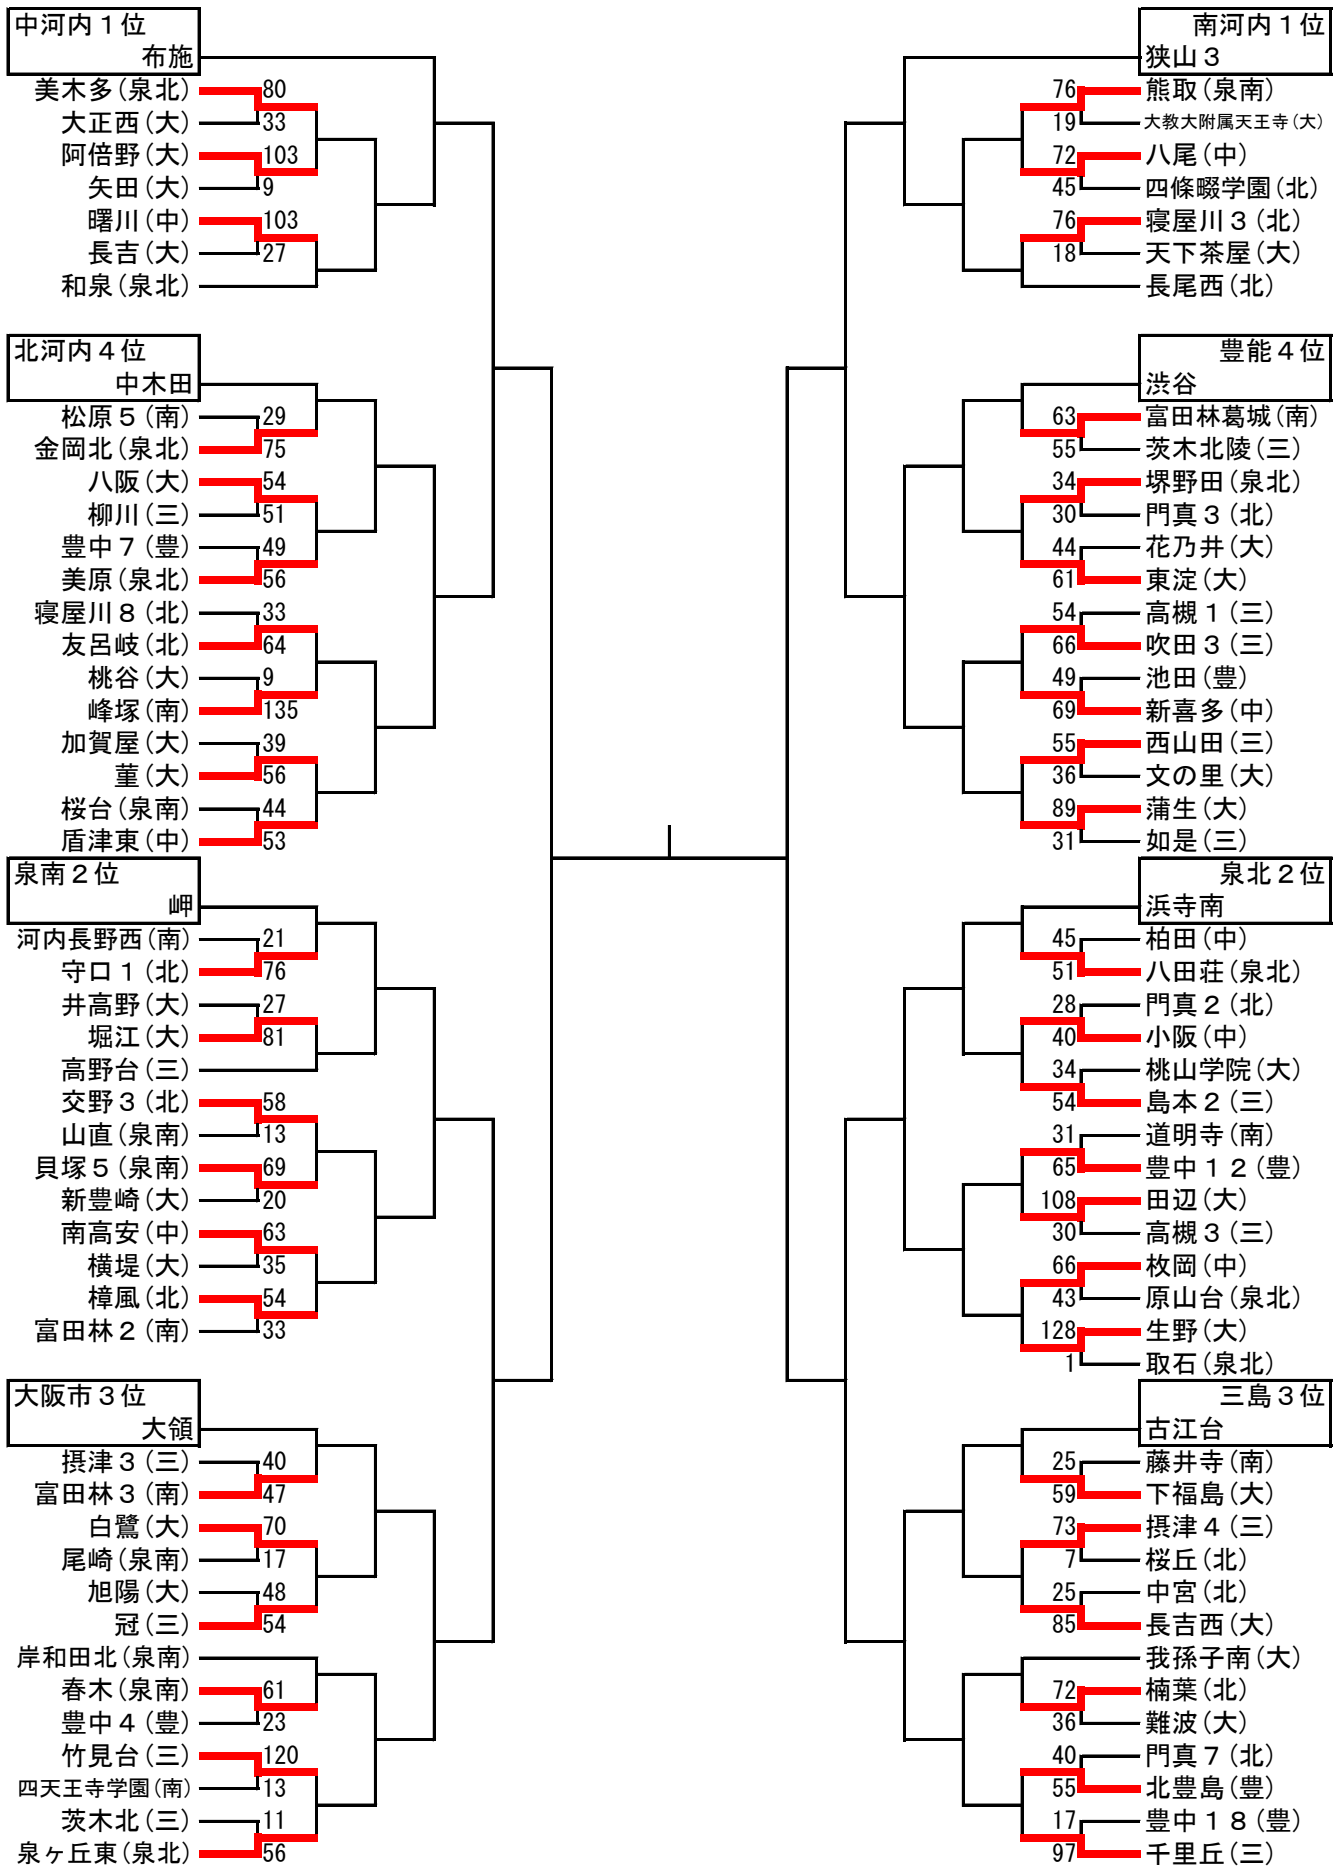 中河内１位
布施
美木多(泉北) 80
大正西(大) 33
阿倍野(大) 103
矢田(大) 9
曙川(中) 103
長吉(大) 27
和泉(泉北)
北河内４位
中木田
松原５(南) 29
金岡北(泉北) 75
八阪(大) 54
柳川(三) 51
豊中７(豊) 49
美原(泉北) 56
寝屋川８(北) 33
友呂岐(北) 64
桃谷(大) 9
峰塚(南) 135
加賀屋(大) 39
菫(大) 56
桜台(泉南) 44
盾津東(中) 53
泉南２位
岬
河内長野西(南) 21
守口１(北) 76
井高野(大) 27
堀江(大) 81
高野台(三)
交野３(北) 58
山直(泉南) 13
貝塚５(泉南) 69
新豊崎(大) 20
南高安(中) 63
横堤(大) 35
樟風(北) 54
富田林２(南) 33
大阪市３位
大領
摂津３(三) 40
富田林３(南) 47
白鷺(大) 70
尾崎(泉南) 17
旭陽(大) 48
冠(三) 54
岸和田北(泉南)
春木(泉南) 61
豊中４(豊) 23
竹見台(三) 120
四天王寺学園(南) 13
茨木北(三) 11
泉ヶ丘東(泉北) 56
南河内１位
狭山３
76 熊取(泉南)
19 大教大附属天王寺(大)
72 八尾(中)
45 四條畷学園(北)
76 寝屋川３(北)
18 天下茶屋(大)
長尾西(北)
豊能４位
渋谷
63 富田林葛城(南)
55 茨木北陵(三)
34 堺野田(泉北)
30 門真３(北)
44 花乃井(大)
61 東淀(大)
54 高槻１(三)
66 吹田３(三)
49 池田(豊)
69 新喜多(中)
55 西山田(三)
36 文の里(大)
89 蒲生(大)
31 如是(三)
泉北２位
浜寺南
45 柏田(中)
51 八田荘(泉北)
28 門真２(北)
40 小阪(中)
34 桃山学院(大)
54 島本２(三)
31 道明寺(南)
65 豊中１２(豊)
108 田辺(大)
30 高槻３(三)
66 枚岡(中)
43 原山台(泉北)
128 生野(大)
1 取石(泉北)
三島３位
古江台
25 藤井寺(南)
59 下福島(大)
73 摂津４(三)
7 桜丘(北)
25 中宮(北)
85 長吉西(大)
我孫子南(大)
72 楠葉(北)
36 難波(大)
40 門真７(北)
55 北豊島(豊)
17 豊中１８(豊)
97 千里丘(三)